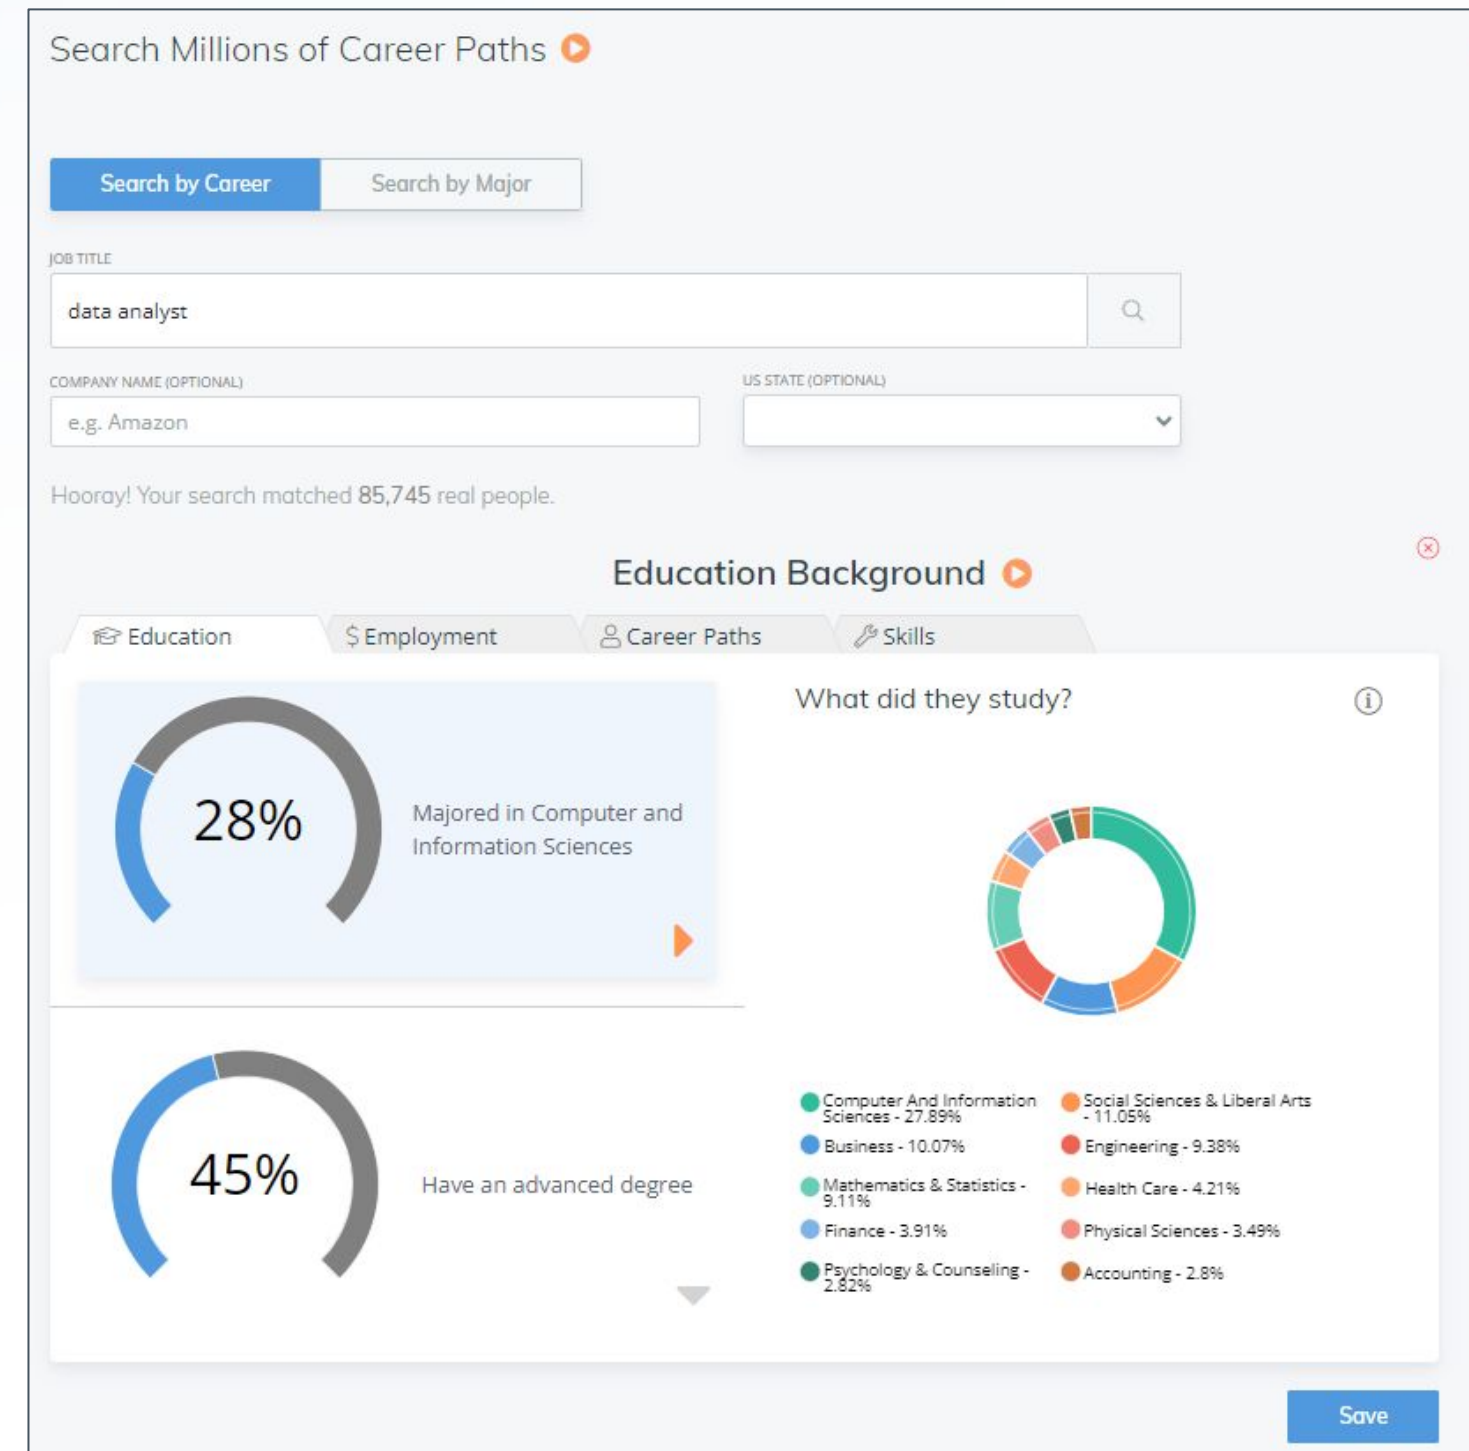 Search Millions of Career Paths
Search by Career
Search by Major
JOB TITLE
data analyst
COMPANY NAME (OPTIONAL)
US STATE (OPTIONAL)
e.g. Amazon
Hooray! Your search matched 85,745 real people.
Education Background
Education
$ Employment
Career Paths
Skills
28%
Majored in Computer and
Information Sciences
45%
Have an advanced degree
What did they study?
Computer And Information
Sciences - 27.89%
Social Sciences & Liberal Arts
- 11.05%
Business - 10.07%
Engineering - 9.38%
Mathematics & Statistics -
9.11%
Health Care - 4.21%
Finance - 3.91%
Physical Sciences - 3.49%
Psychology & Counseling -
2.82%
Accounting - 2.8%
Save